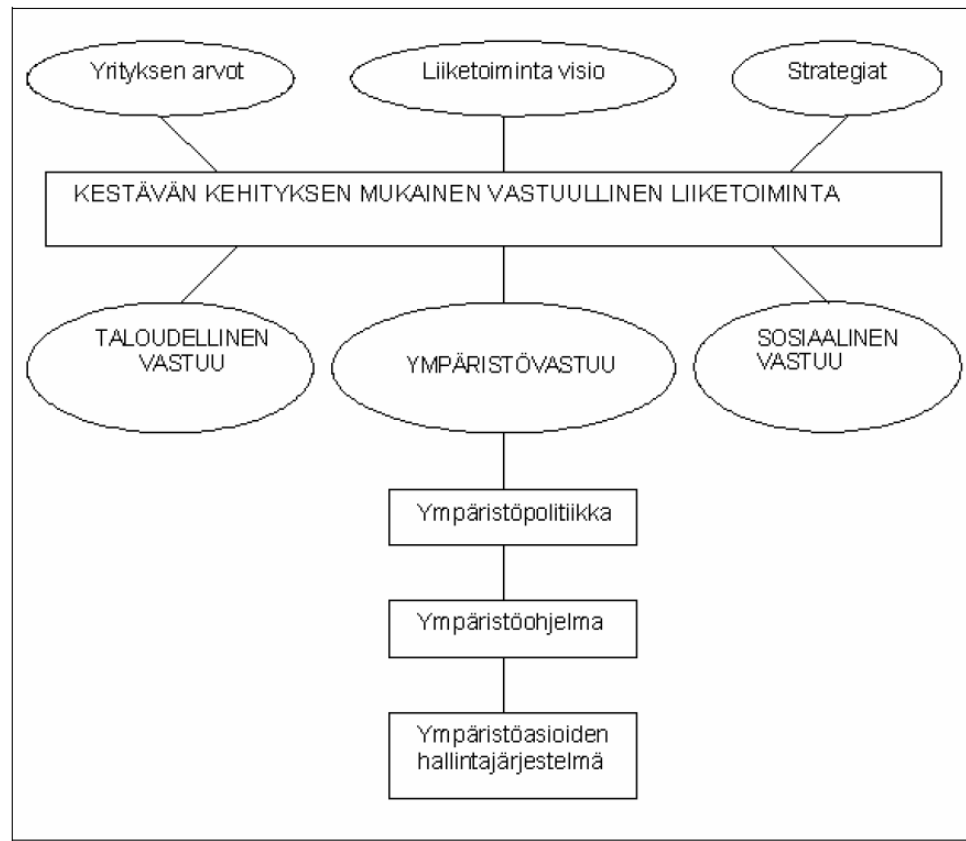 Yrityksen arvot
Liiketoiminta visio
Strategiat
KESTÄVÄN KEHITYKSEN MUKAINEN VASTUULLINEN LIIKETOIMINTA
TALOUDELLINEN
VASTUU
YMPÄRISTÖVASTUU
SOSIAALINEN
VASTUU
Ympäristöpolitiikka
Ympäristöohjelma
Ympäristöasioiden
hallintajärjestelmä